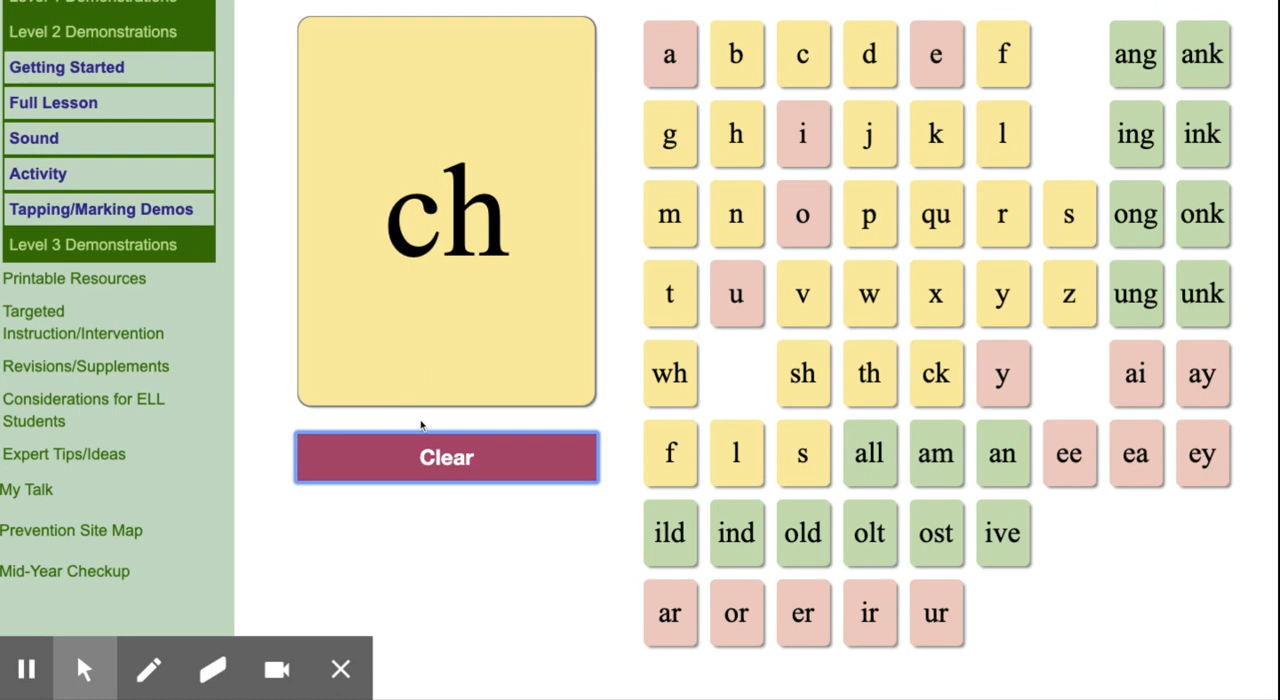 Level 1 Demonstrations
Level 2 Demonstrations
Getting Started
Full Lesson
Sound
Activity
Tapping/Marking Demos
Level 3 Demonstrations
Printable Resources
Targeted
Instruction/Intervention
Revisions/Supplements
Considerations for ELL
Students
Expert Tips/Ideas
My Talk
Prevention Site Map
Mid-Year Checkup
ch
Clear
a b c d e f ang ank
g h i j k l ing ink
m n o p qu r s ong onk
t u v w x y z ung unk
wh sh th ck y ai ay
f l s all am an ee ea ey
ild ind old olt ost ive
ar or er ir ur